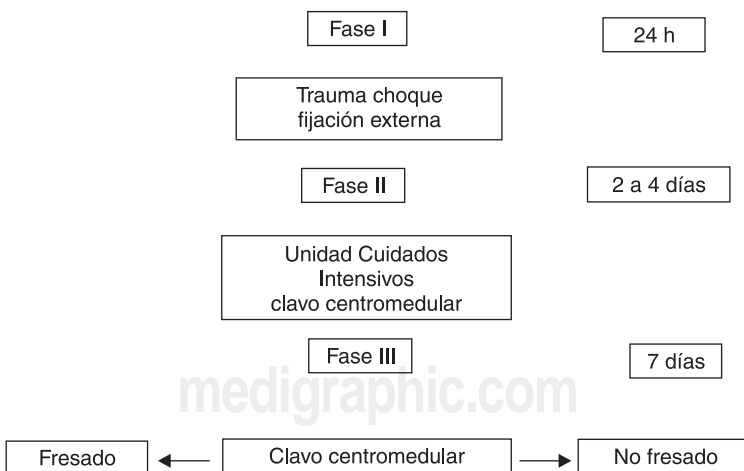 Fase I
24 h
Trauma choque
fijación externa
Fase II
2 a 4 días
Unidad Cuidados
Intensivos
clavo centromedular
Fase III
7 días
medigraphic.com
Fresado
Clavo centromedular
No fresado